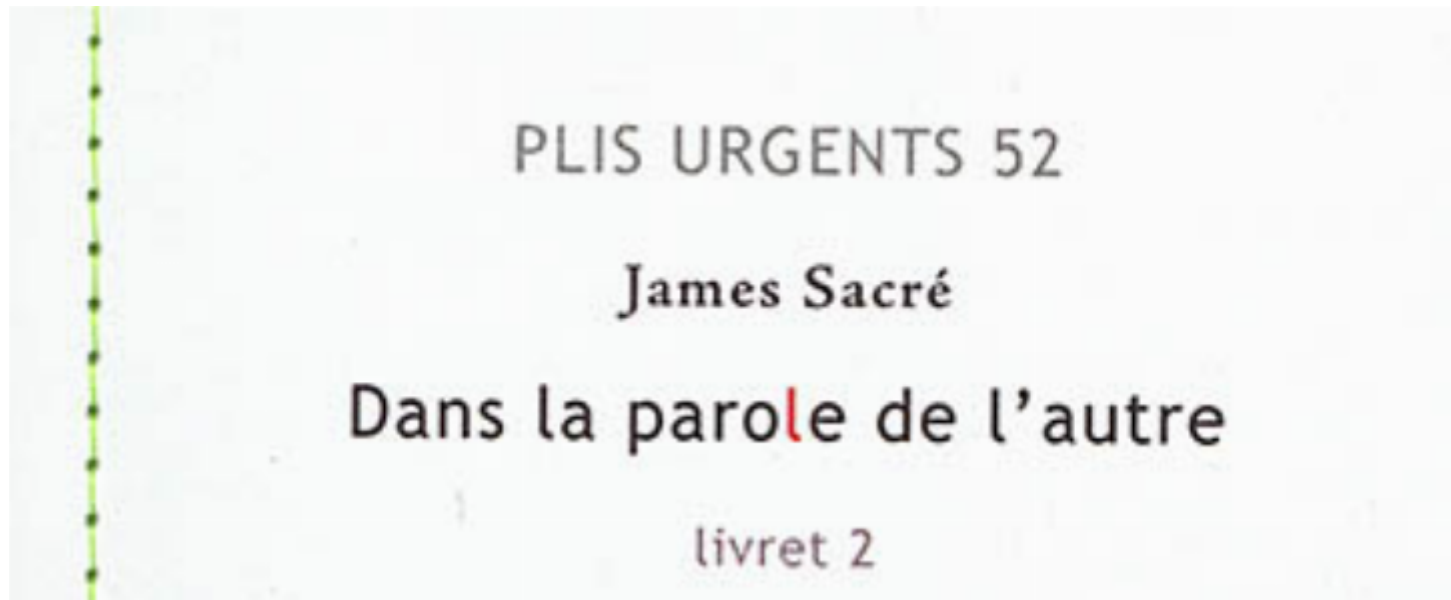 PLIS URGENTS 52
James Sacré
Dans la parole de l’autre
livret 2